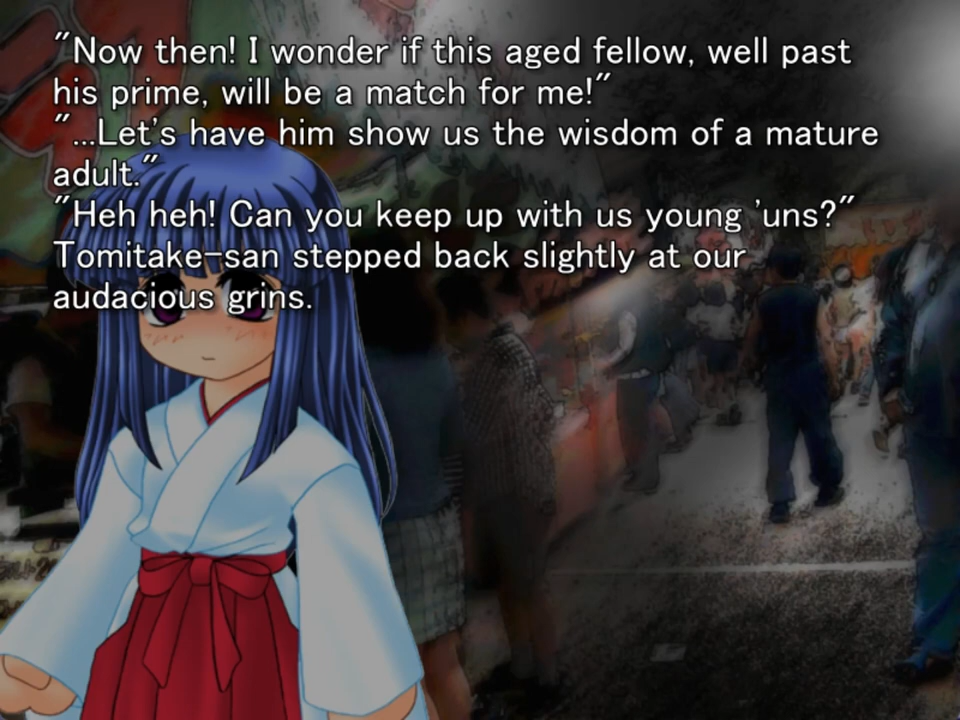 "Now then! I wonder if this aged fellow, well past
his prime, will be a match for me!"
"...Let's have him show us the wisdom of a mature
adult."
"Heh heh! Can you keep up with us young 'uns?"
Tomitake-san stepped back slightly at our
audacious grins.